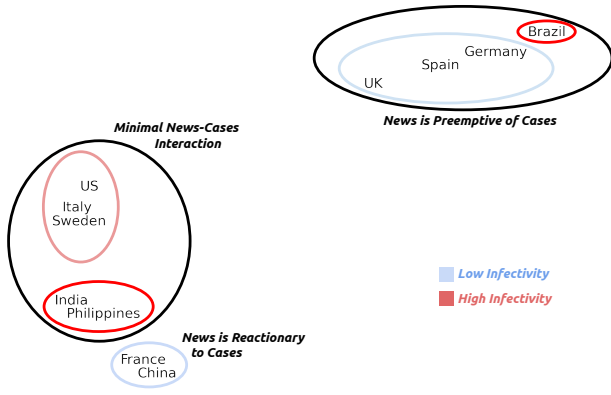 Brazil
Germany
Spain
UK
News is Preemptive of Cases
Minimal News-Cases
Interaction
US
Italy
Sweden
India
Philippines
Low Infectivity
High Infectivity
News is Reactionary
to Cases
France
China